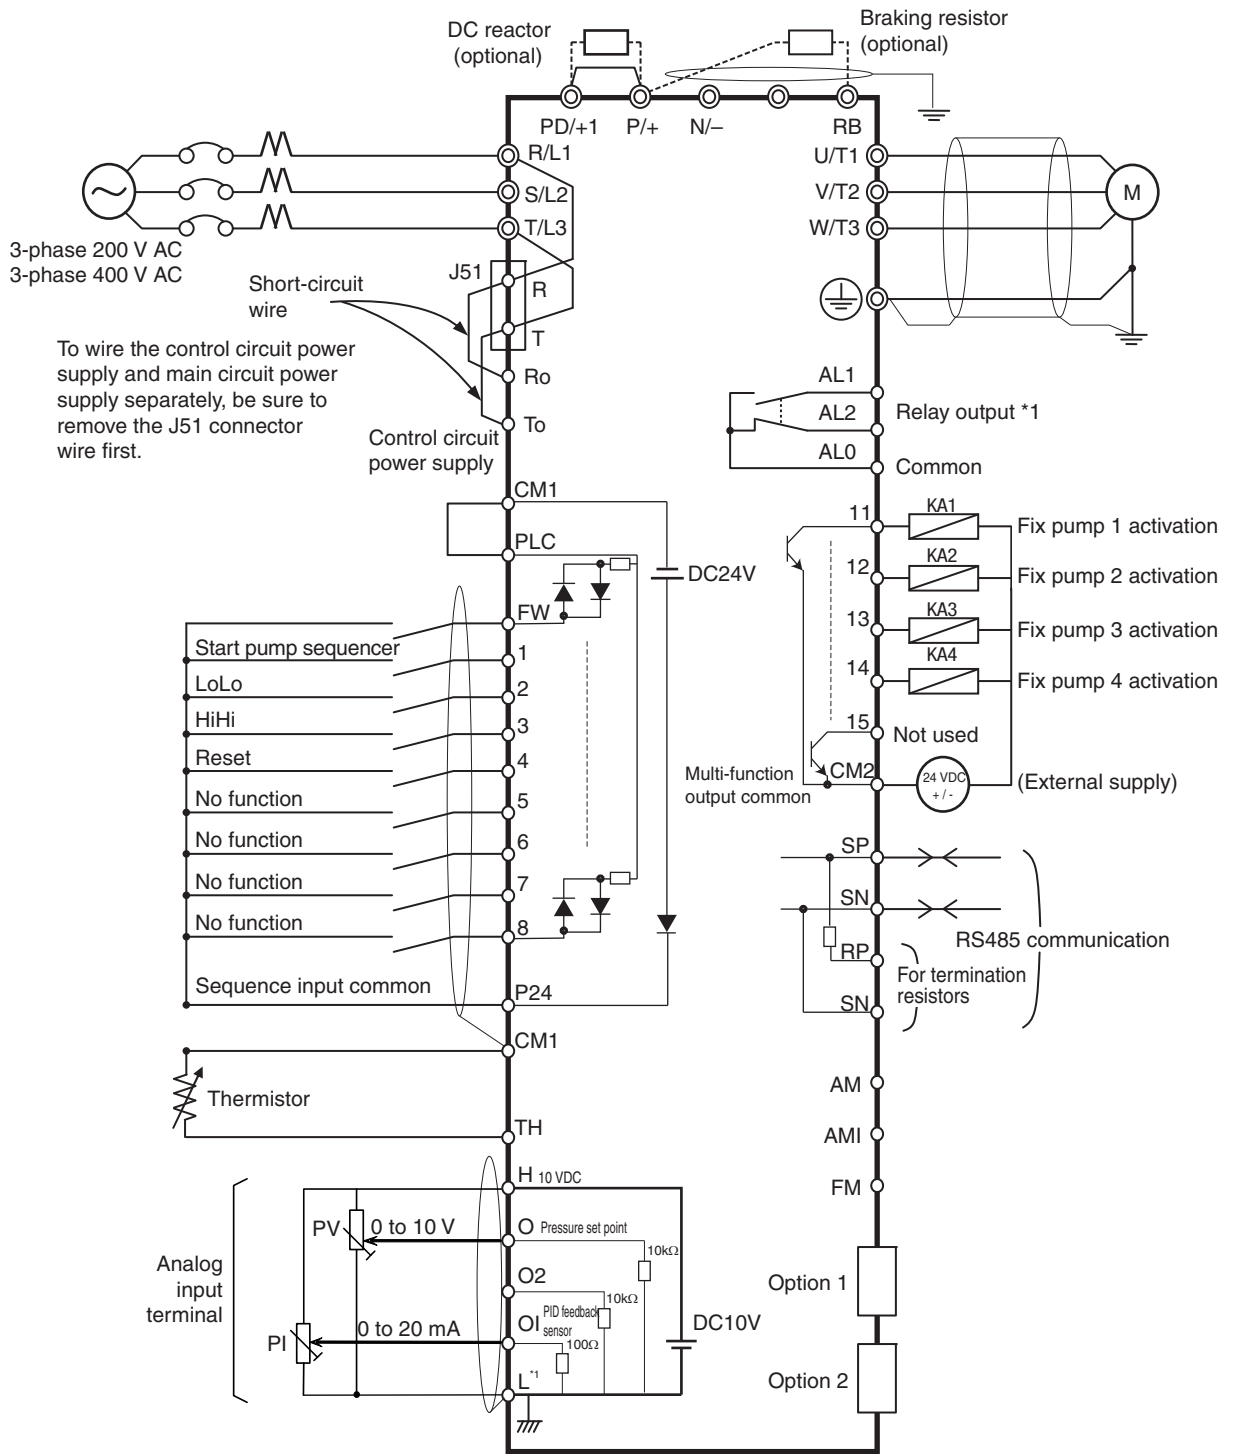 DC reactor
(optional)
Braking resistor
(optional)
PD/+1
P/+
N/–
RB
R/L1
S/L2
T/L3
U/T1
V/T2
W/T3
M
3-phase 200 V AC
3-phase 400 V AC
J51
R
T
Ro
To
Short-circuit
wire
To wire the control circuit power
supply and main circuit power
supply separately, be sure to
remove the J51 connector
wire first.
Control circuit
power supply
AL1
AL2
AL0
Relay output *1
Common
CM1
PLC
DC24V
FW
1
2
3
4
5
6
7
8
P24
CM1
TH
Start pump sequencer
LoLo
HiHi
Reset
No function
No function
No function
No function
Sequence input common
Thermistor
11
12
13
14
15
CM2
KA1
KA2
KA3
KA4
Fix pump 1 activation
Fix pump 2 activation
Fix pump 3 activation
Fix pump 4 activation
Not used
Multi-function
output common
24 VDC
+ / -
(External supply)
SP
SN
RP
SN
RS485 communication
For termination
resistors
AM
AMI
FM
Option 1
Option 2
H 10 VDC
O Pressure set point
10kΩ
O2
10kΩ
OI PID feedback
sensor
100Ω
L*1
DC10V
Analog
input
terminal
PV
0 to 10 V
PI
0 to 20 mA